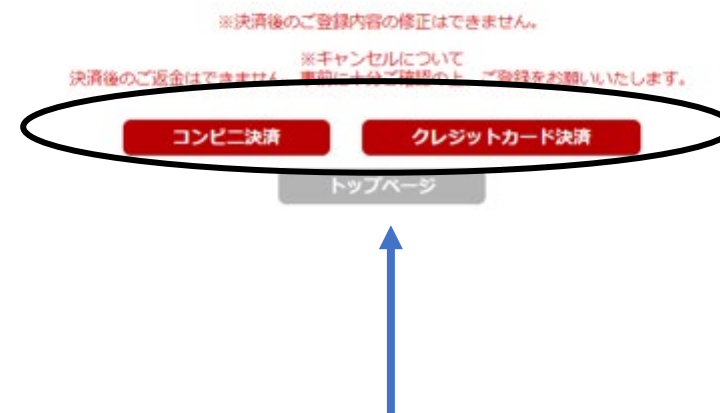 ※決済後のご登録内容の修正はできません。
※キャンセルについて
決済後のご返金はできません。事前に十分ご確認の上、ご登録をお願いいたします。
コンビニ決済 クレジットカード決済
トップページ